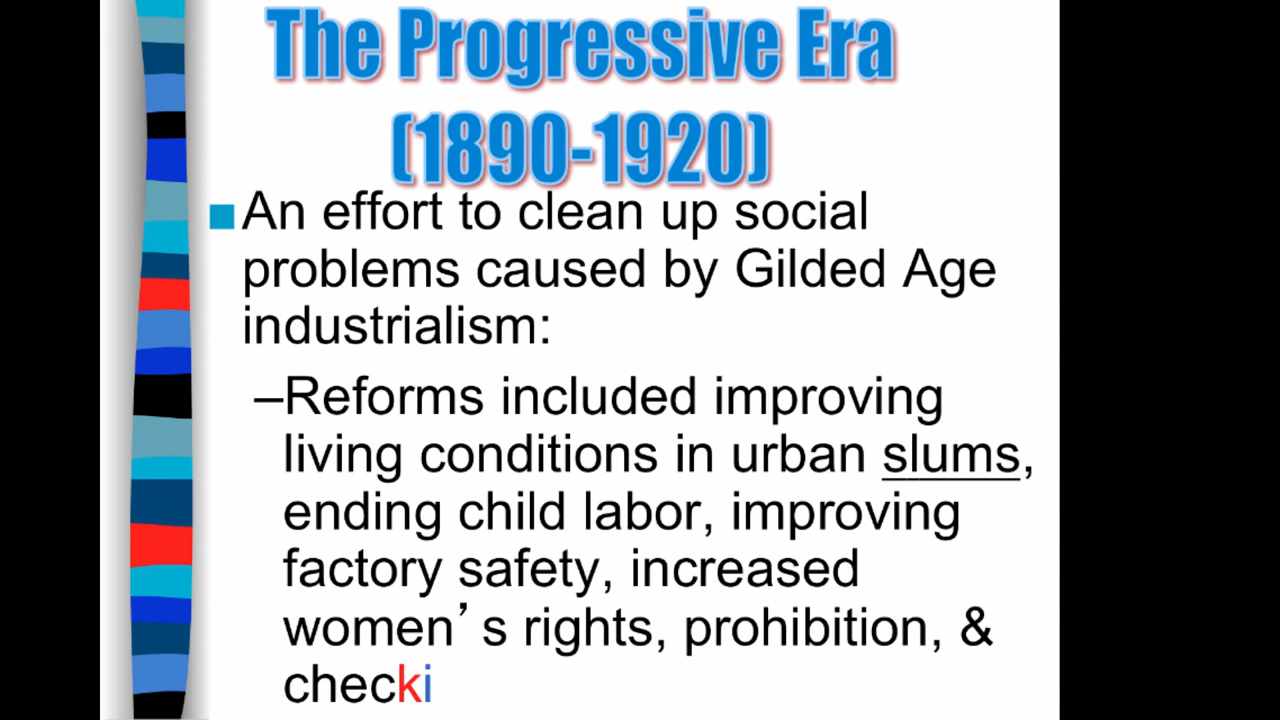 The Progressive Era
(1890-1920)
■An effort to clean up social
problems caused by Gilded Age
industrialism:
–Reforms included improving
living conditions in urban slums,
ending child labor, improving
factory safety, increased
women’s rights, prohibition, &
checki